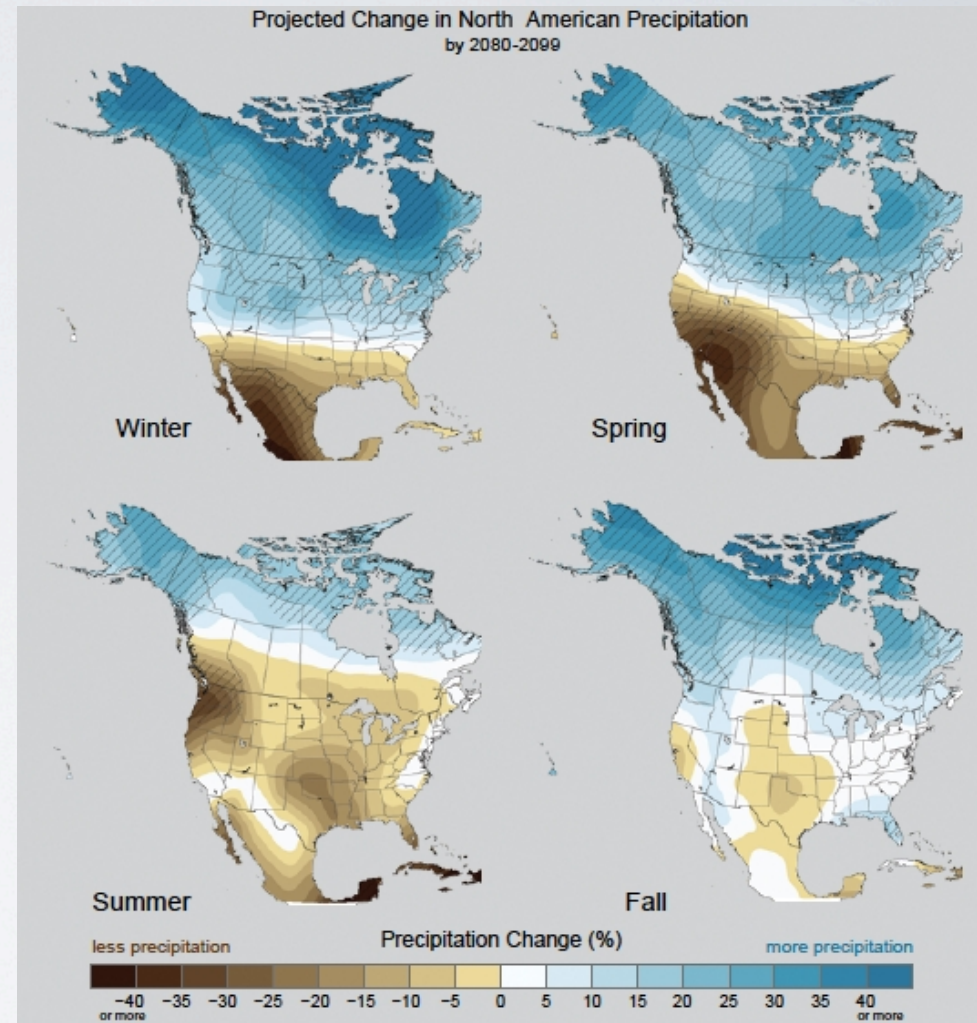 Projected Change in North American Precipitation
by 2080-2099
Winter
Spring
Summer
Fall
less precipitation
Precipitation Change (%)
more precipitation
−40 −35 −30 −25 −20 −15 −10 −5 0 5 10 15 20 25 30 35 40
or more
or more